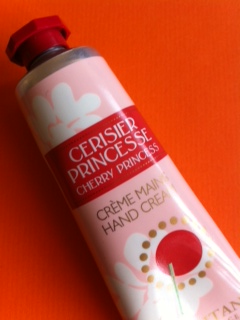 CERISIER
PRINCESSE
CHERRY PRINCESS
CRÈME MAINS
HAND CREAM